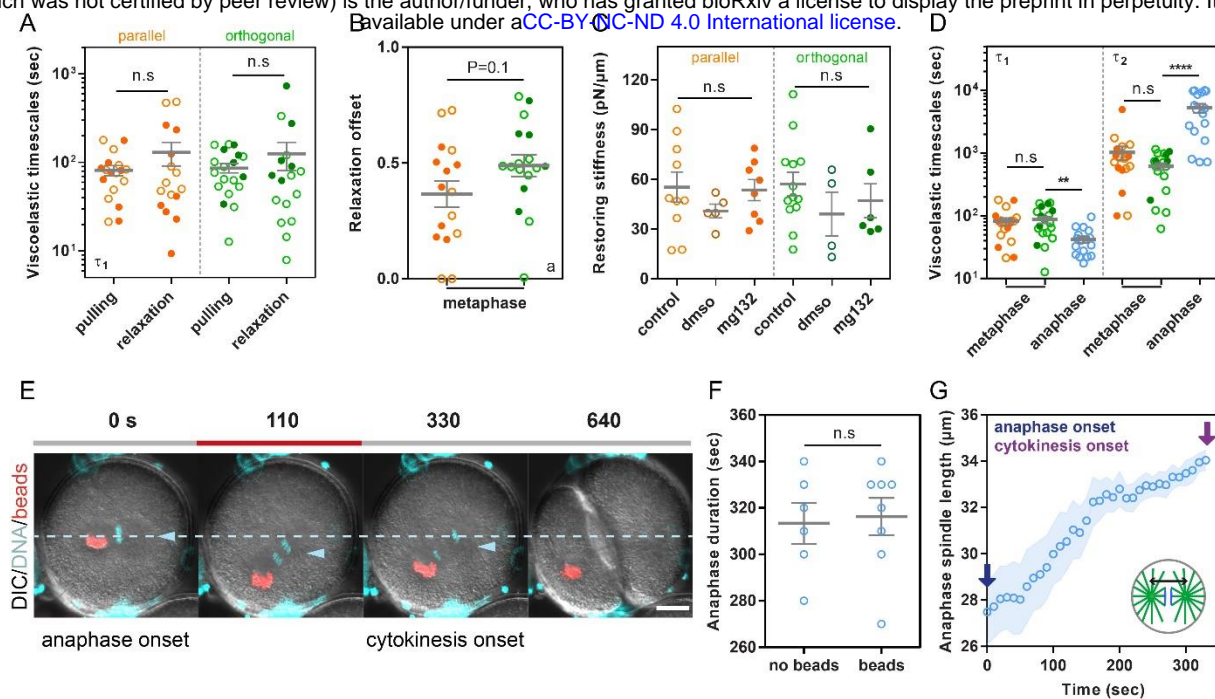 which was not certified by peer review) is the author/funder, who has granted bioRxiv a license to display the preprint in perpetuity. It
available under aCC-BY-NC-ND 4.0 International license.
A
parallel
orthogonal
n.s
n.s
Viscoelastic timescales (sec)
10³
10²
10¹
τ₁
pulling
relaxation
pulling
relaxation
B
P=0.1
Relaxation offset
1.0
0.5
0.0
a
metaphase
C
parallel
orthogonal
n.s
n.s
Restoring stiffness (pN/µm)
120
90
60
30
0
control
dmso
mg132
control
dmso
mg132
D
τ₁
τ₂
n.s
**
n.s
****
Viscoelastic timescales (sec)
10⁴
10³
10²
10¹
metaphase
anaphase
metaphase
anaphase
E
0 s
110
330
640
DIC/DNA/beads
anaphase onset
cytokinesis onset
F
n.s
Anaphase duration (sec)
360
340
320
300
280
260
no beads
beads
G
anaphase onset
cytokinesis onset
Anaphase spindle length (µm)
36
34
32
30
28
26
0
100
200
300
Time (sec)